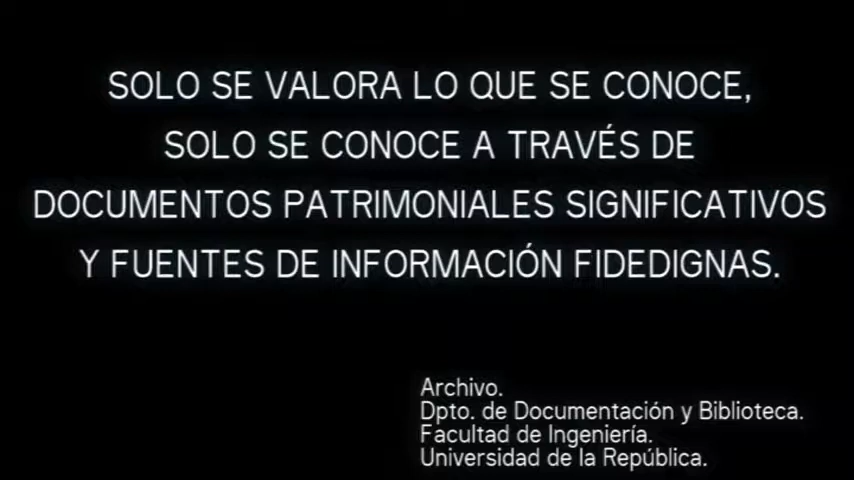 SOLO SE VALORA LO QUE SE CONOCE,
SOLO SE CONOCE A TRAVÉS DE
DOCUMENTOS PATRIMONIALES SIGNIFICATIVOS
Y FUENTES DE INFORMACIÓN FIDEDIGNAS.
Archivo.
Dpto. de Documentación y Biblioteca.
Facultad de Ingeniería.
Universidad de la República.